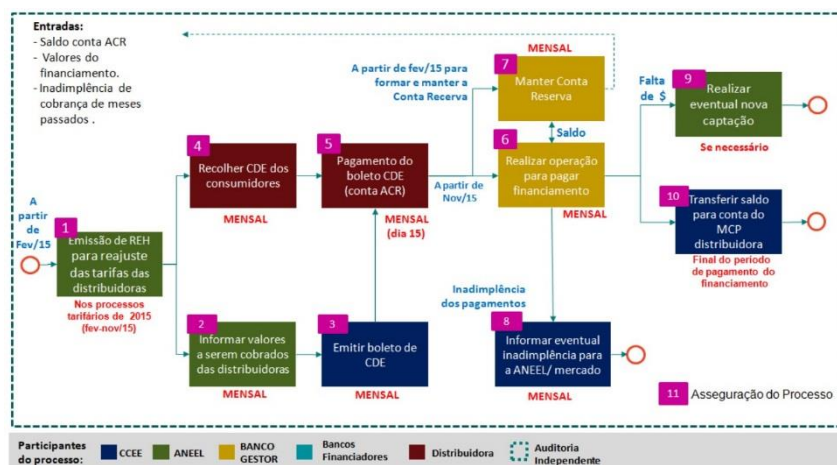 Entradas:
- Saldo conta ACR
- Valores do
financiamento.
- Inadimplência de
cobrança de meses
passados .
A
partir
de
Fev/15
1
Emissão de REH
para reajuste
das tarifas das
distribuidoras
Nos processos
tarifários de 2015
(fev-nov/15)
4
Recolher CDE dos
consumidores
MENSAL
2
Informar valores
a serem cobrados
das distribuidoras
MENSAL
5
Pagamento do
boleto CDE
(conta ACR)
MENSAL
(dia 15)
3
Emitir boleto de
CDE
MENSAL
A partir de fev/15 para
formar e manter a
Conta Recerva
A partir de
Nov/15
MENSAL
7
Manter Conta
Reserva
Saldo
6
Realizar operação
para pagar
financiamento
MENSAL
Inadimplência
dos pagamentos
8
Informar eventual
inadimplência para
a ANEEL/ mercado
MENSAL
Falta
de $
9
Realizar
eventual nova
captação
Se necessário
10
Transferir saldo
para conta do
MCP
distribuidora
Final do período
de pagamento do
financiamento
11 Asseguração do Processo
Participantes
do processo:
CCEE
ANEEL
BANCO
GESTOR
Bancos
Financiadores
Distribuidora
Auditoria
Independente